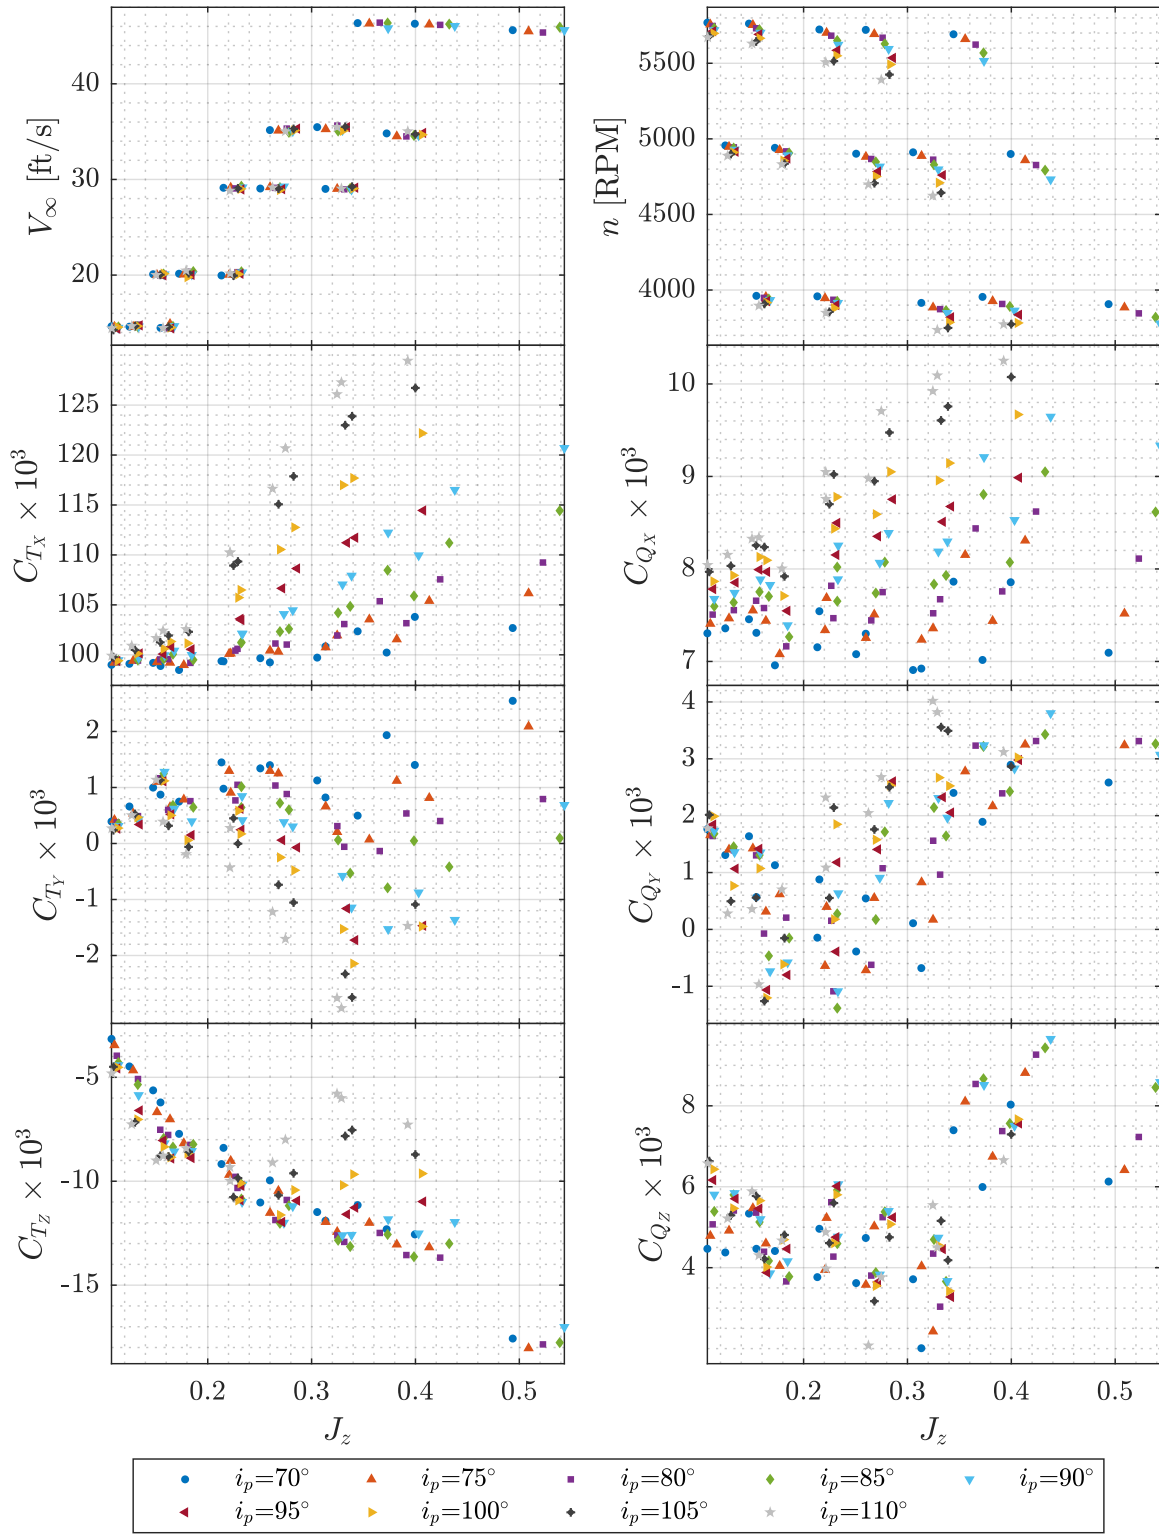 V∞ [ft/s]
40
30
20
n [RPM]
5500
5000
4500
4000
C_{T_X} × 10³
125
120
115
110
105
100
C_{Q_X} × 10³
10
9
8
7
C_{T_Y} × 10³
2
1
0
-1
-2
C_{Q_Y} × 10³
4
3
2
1
0
-1
C_{T_Z} × 10³
-5
-10
-15
C_{Q_Z} × 10³
8
6
4
0.2 0.3 0.4 0.5
0.2 0.3 0.4 0.5
J_z
J_z
i_p=70° i_p=75° i_p=80° i_p=85° i_p=90°
i_p=95° i_p=100° i_p=105° i_p=110°